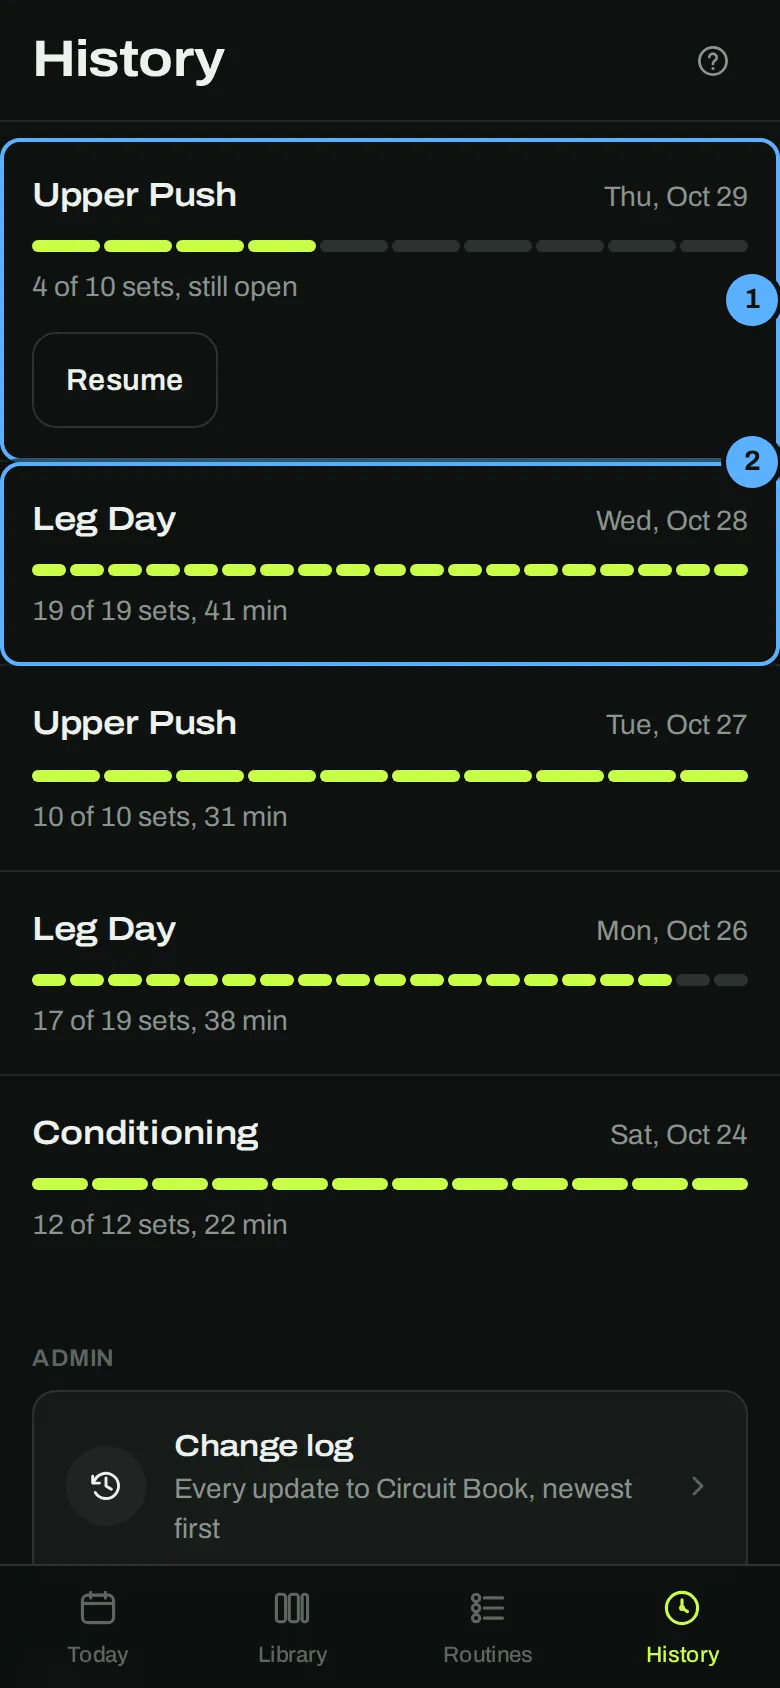 History
Upper Push
Thu, Oct 29
4 of 10 sets, still open
1
Resume
2
Leg Day
Wed, Oct 28
19 of 19 sets, 41 min
Upper Push
Tue, Oct 27
10 of 10 sets, 31 min
Leg Day
Mon, Oct 26
17 of 19 sets, 38 min
Conditioning
Sat, Oct 24
12 of 12 sets, 22 min
ADMIN
Change log
Every update to Circuit Book, newest
first
Today
Library
Routines
History